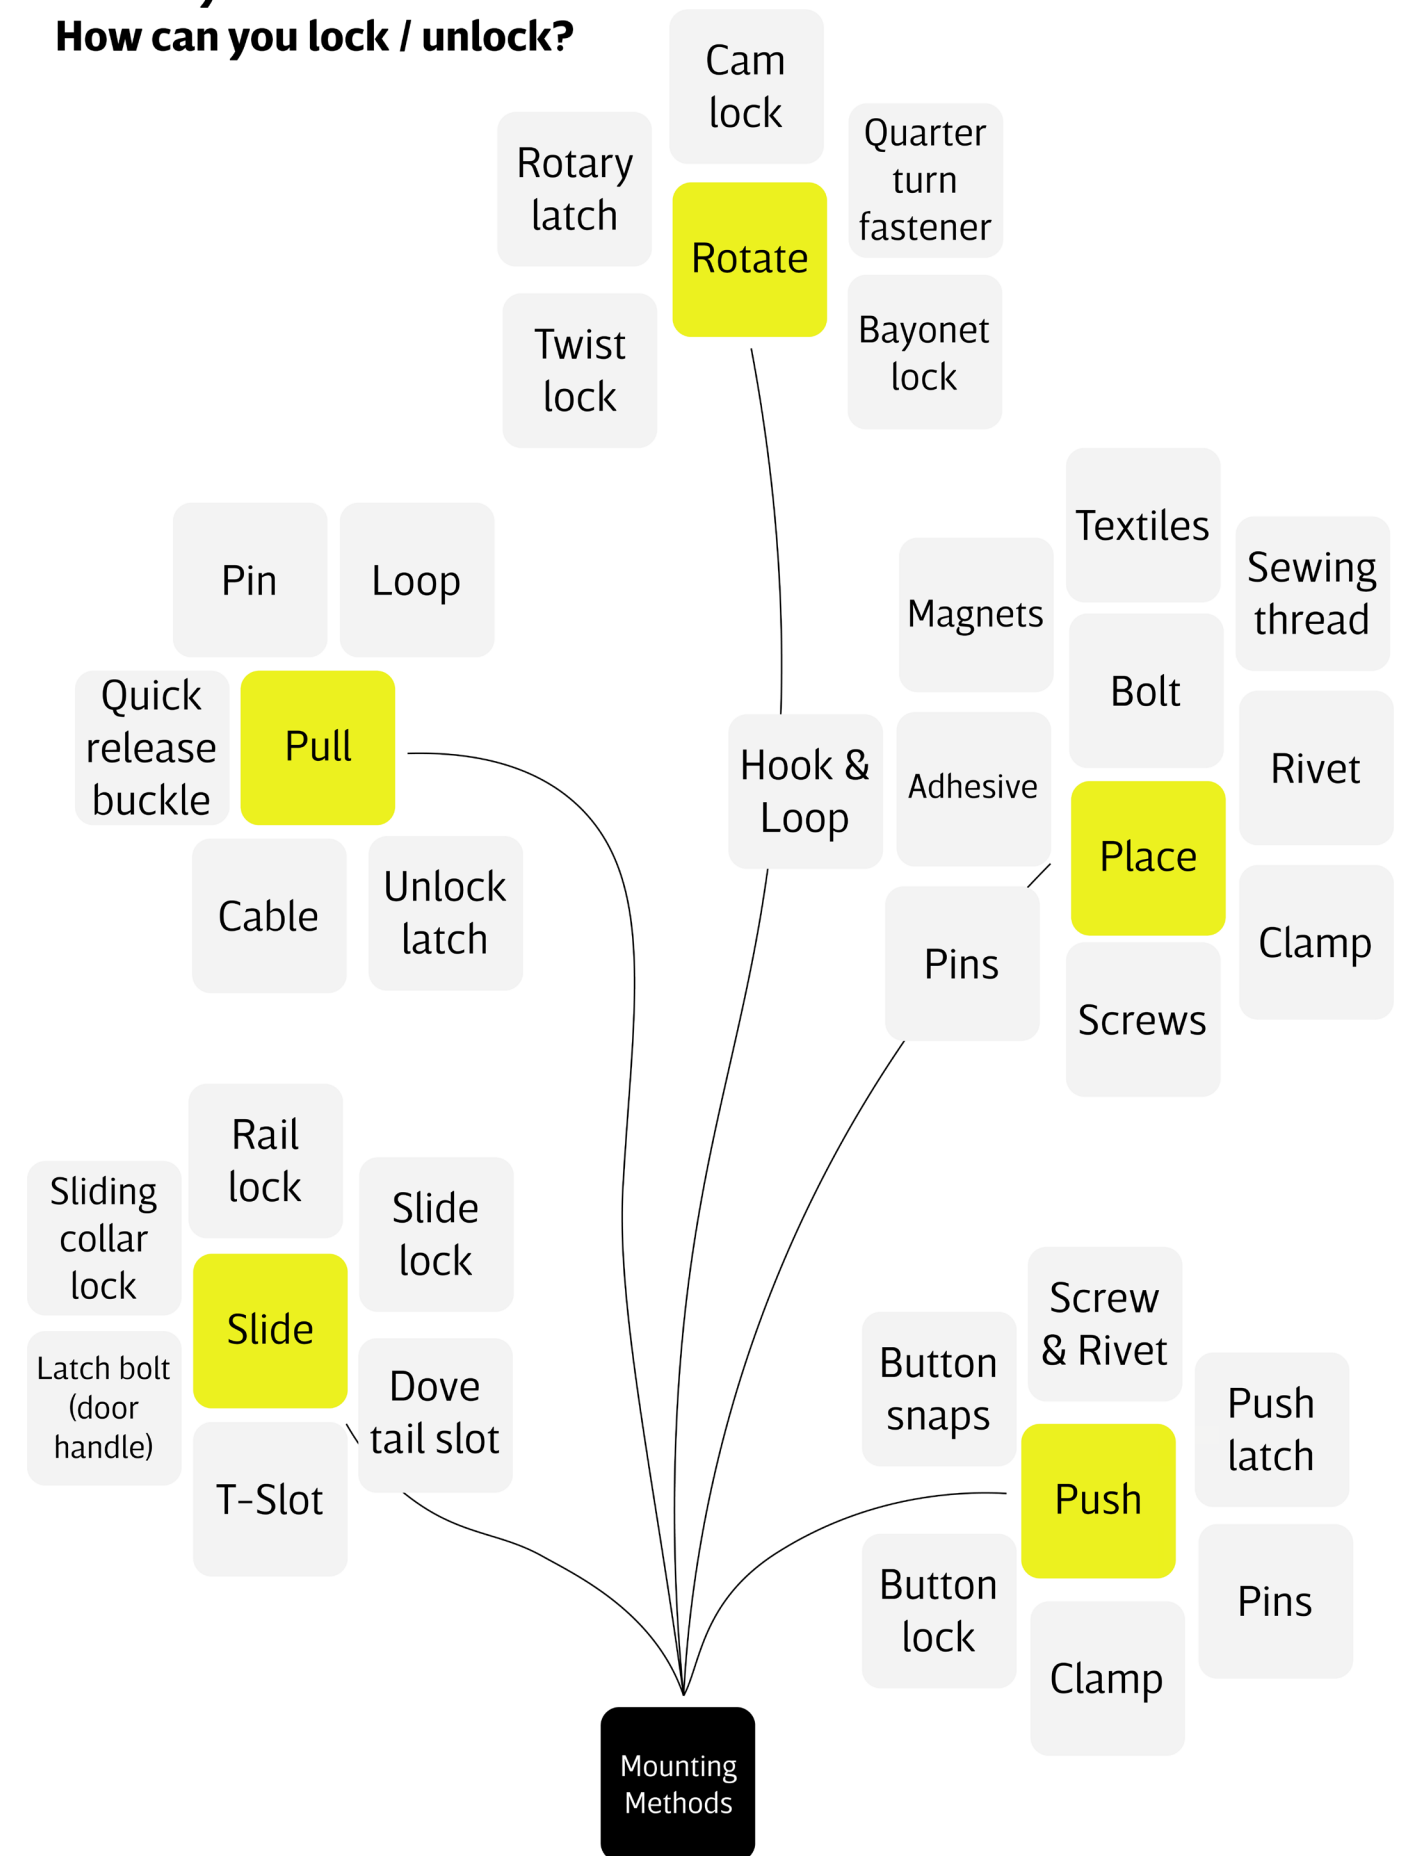 How can you lock / unlock?
Cam
lock
Rotary
latch
Quarter
turn
fastener
Rotate
Twist
lock
Bayonet
lock
Pin
Loop
Quick
release
buckle
Pull
Cable
Unlock
latch
Textiles
Sewing
thread
Magnets
Bolt
Rivet
Hook &
Loop
Adhesive
Place
Pins
Clamp
Screws
Rail
lock
Sliding
collar
lock
Slide
lock
Slide
Latch bolt
(door
handle)
Dove
tail slot
T-Slot
Screw
& Rivet
Button
snaps
Push
latch
Push
Button
lock
Pins
Clamp
Mounting
Methods